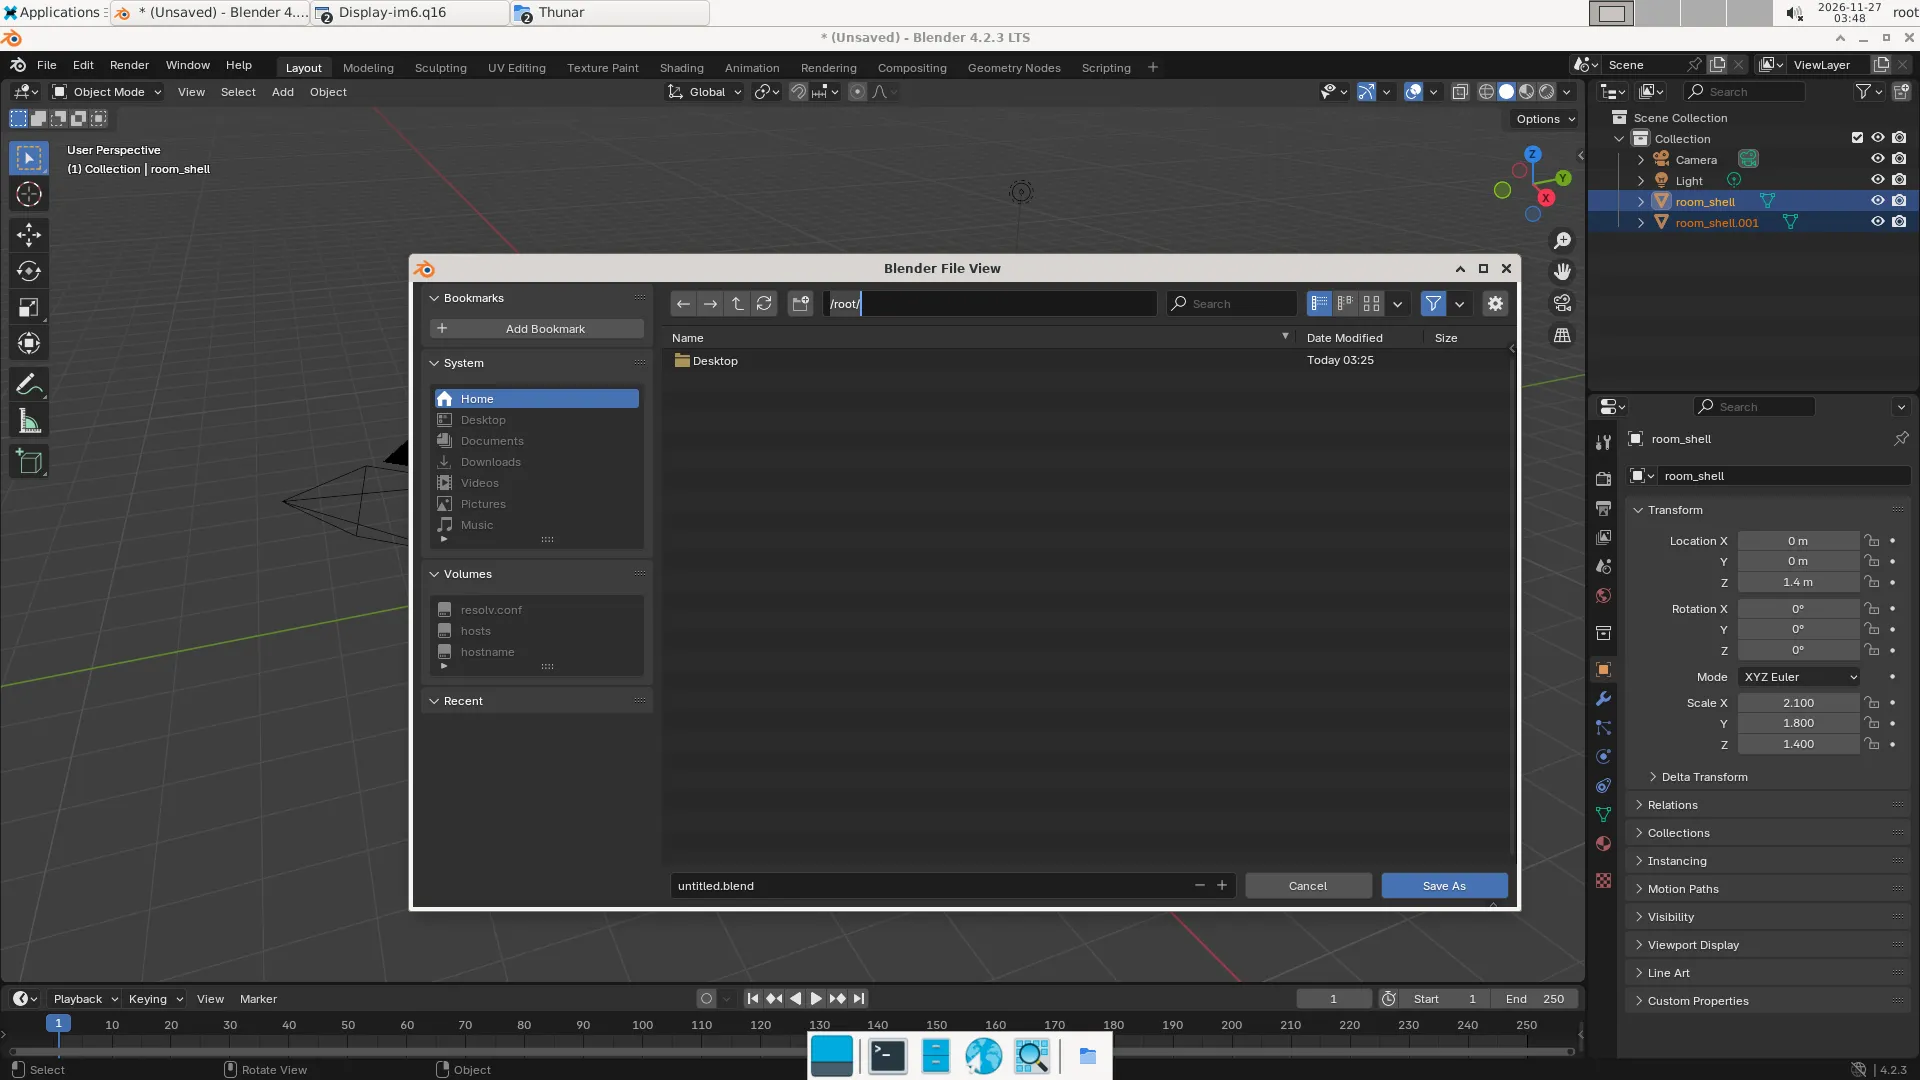 Applications
* (Unsaved) - Blender 4....
2
Display-im6.q16
2
Thunar
2026-11-27
03:48
root
* (Unsaved) - Blender 4.2.3 LTS
File Edit Render Window Help
Layout Modeling Sculpting UV Editing Texture Paint Shading Animation Rendering Compositing Geometry Nodes Scripting
Scene
ViewLayer
Object Mode View Select Add Object
Global
Search
Options
User Perspective
(1) Collection | room_shell
Z
Y
X
Scene Collection
Collection
Camera
Light
room_shell
room_shell.001
Blender File View
Bookmarks
Add Bookmark
System
Home
Desktop
Documents
Downloads
Videos
Pictures
Music
Volumes
resolv.conf
hosts
hostname
Recent
/root/
Search
Name Date Modified Size
Desktop Today 03:25
untitled.blend
Cancel
Save As
Search
room_shell
room_shell
Transform
Location X 0 m
Y 0 m
Z 1.4 m
Rotation X 0°
Y 0°
Z 0°
Mode XYZ Euler
Scale X 2.100
Y 1.800
Z 1.400
Delta Transform
Relations
Collections
Instancing
Motion Paths
Visibility
Viewport Display
Line Art
Custom Properties
Playback Keying View Marker
1
Start 1
End 250
1 10 20 30 40 50 60 70 80 90 100 110 120 130 140 150 160 170 180 190 200 210 220 230 240 250
Select
Rotate View
Object
4.2.3